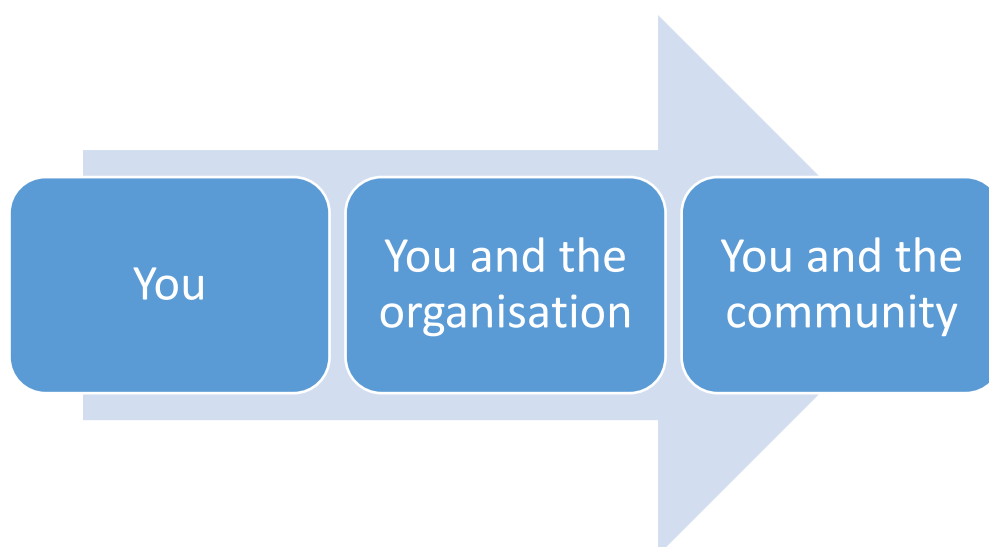 You
You and the
organisation
You and the
community